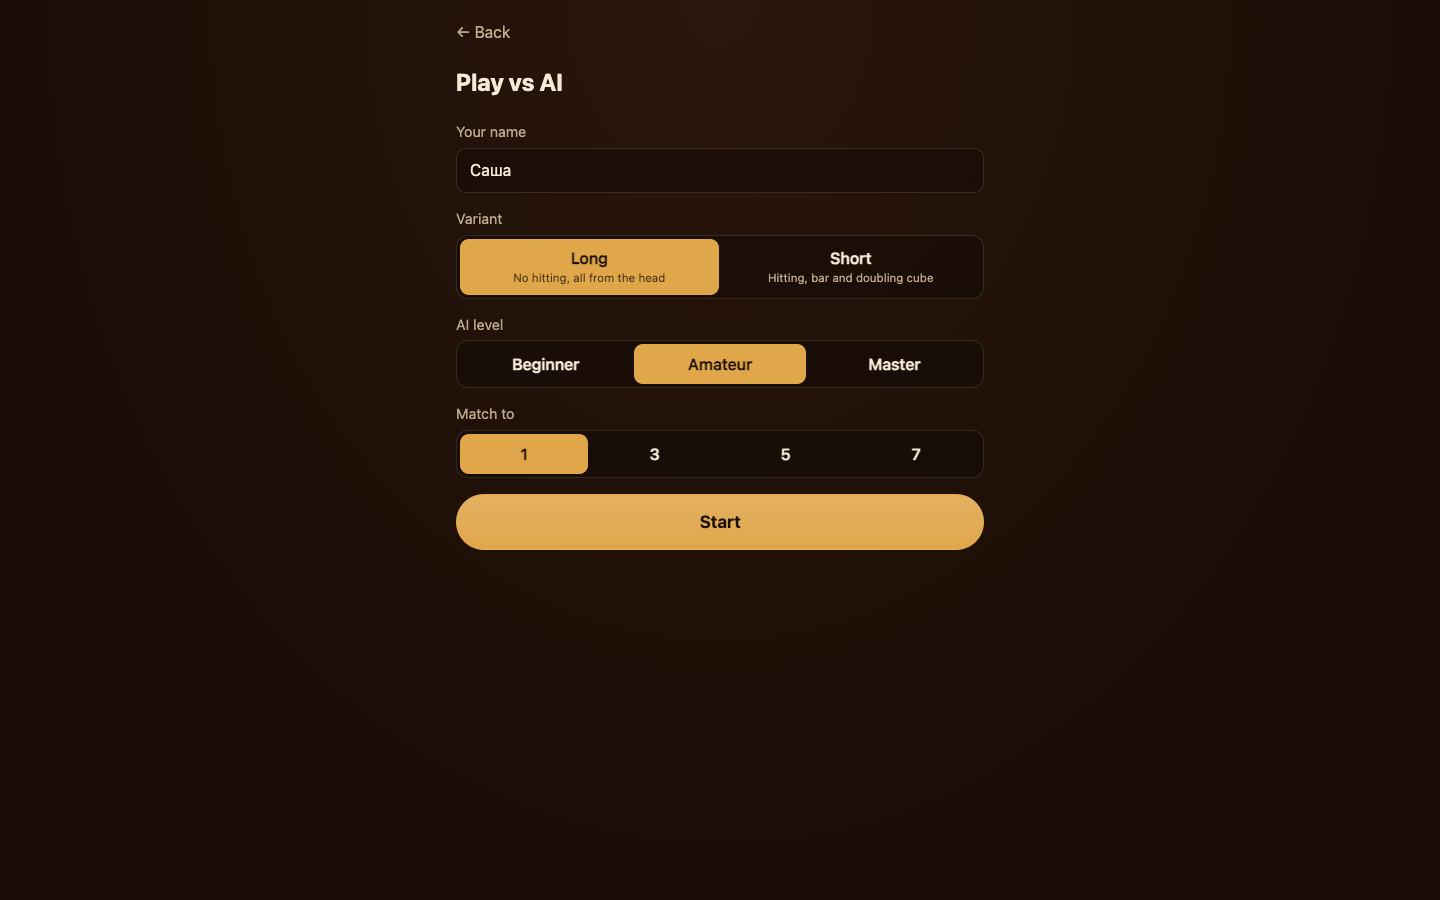 ← Back
Play vs AI
Your name
Саша
Variant
Long
No hitting, all from the head
Short
Hitting, bar and doubling cube
AI level
Beginner
Amateur
Master
Match to
1
3
5
7
Start